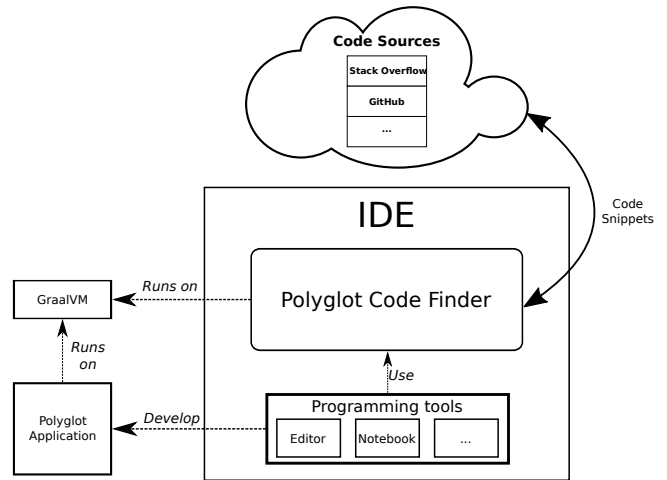 Code Sources
Stack Overflow
GitHub
...
Code
Snippets
IDE
Polyglot Code Finder
Runs on
GraalVM
Runs
on
Use
Programming tools
Editor
Notebook
...
Develop
Polyglot
Application